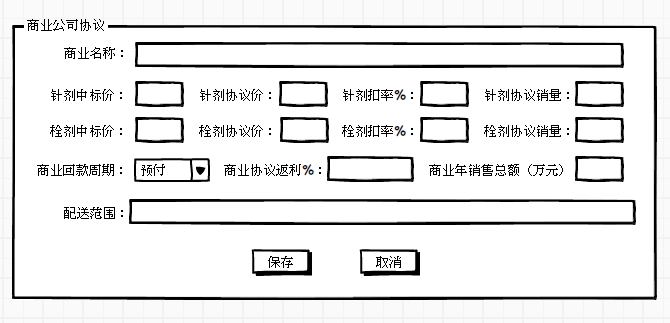 商业公司协议
商业名称：
针剂中标价： 针剂协议价： 针剂扣率%： 针剂协议销量：
栓剂中标价： 栓剂协议价： 栓剂扣率%： 栓剂协议销量：
商业回款周期： 预付 商业协议返利%： 商业年销售总额（万元）
配送范围：
保存 取消